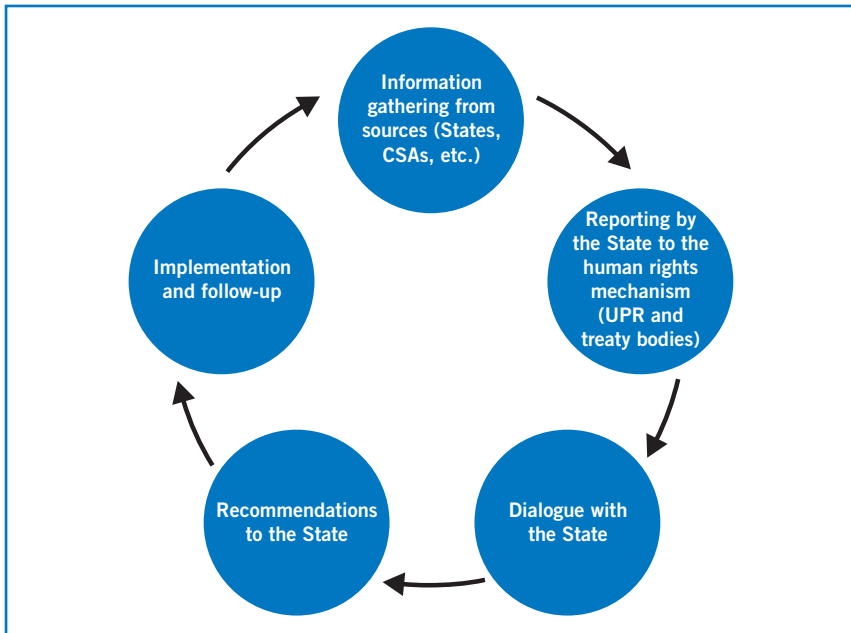 Information
gathering from
sources (States,
CSAs, etc.)
Reporting by
the State to the
human rights
mechanism
(UPR and
treaty bodies)
Dialogue with
the State
Recommendations
to the State
Implementation
and follow-up